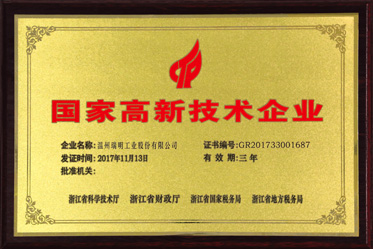 国家高新技术企业
企业名称:温州瑞明工业股份有限公司 证书编号:GR201733001687
发证时间:2017年11月13日 有效期:三年
批准机关:
浙江省科学技术厅 浙江省财政厅 浙江省国家税务局 浙江省地方税务局